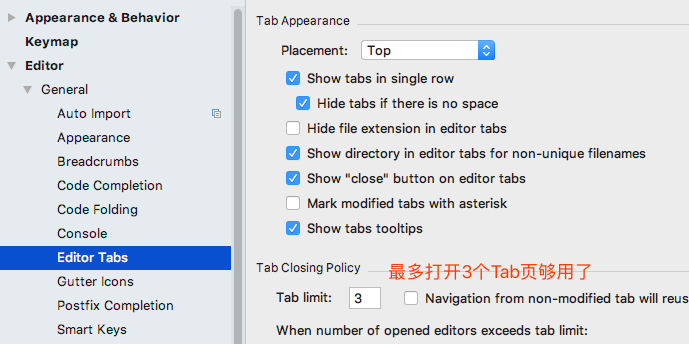 Appearance & Behavior
Keymap
Editor
General
Auto Import
Appearance
Breadcrumbs
Code Completion
Code Folding
Console
Editor Tabs
Gutter Icons
Postfix Completion
Smart Keys
Tab Appearance
Placement: Top
Show tabs in single row
Hide tabs if there is no space
Hide file extension in editor tabs
Show directory in editor tabs for non-unique filenames
Show "close" button on editor tabs
Mark modified tabs with asterisk
Show tabs tooltips
Tab Closing Policy
最多打开3个Tab页够用了
Tab limit: 3 Navigation from non-modified tab will reus
When number of opened editors exceeds tab limit: